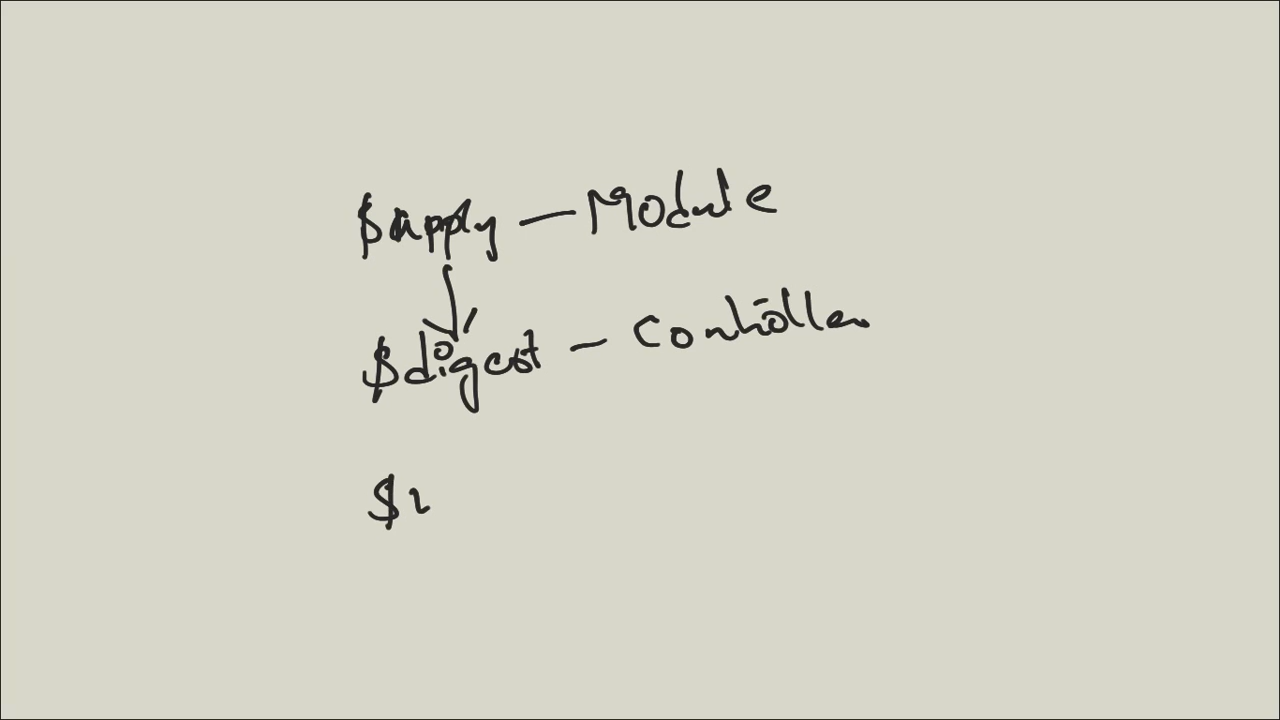 $apply — Module
$digest — Controller
$